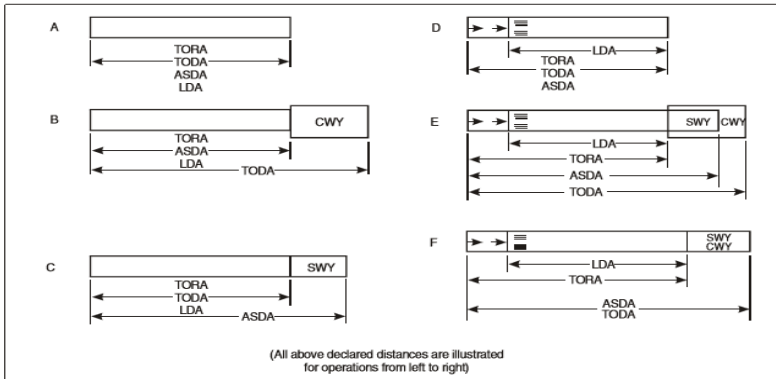 A
TORA
TODA
ASDA
LDA
B
CWY
TORA
ASDA
LDA
TODA
C
SWY
TORA
TODA
LDA
ASDA
D
LDA
TORA
TODA
ASDA
E
SWY
CWY
LDA
TORA
ASDA
TODA
F
SWY
CWY
LDA
TORA
ASDA
TODA
(All above declared distances are illustrated
for operations from left to right)